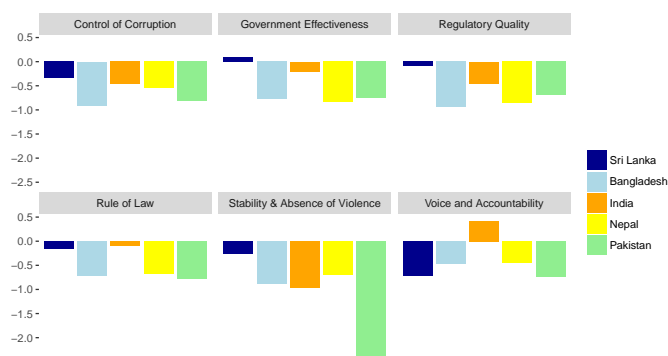 Control of Corruption
Government Effectiveness
Regulatory Quality
0.5
0.0
−0.5
−1.0
−1.5
−2.0
−2.5
Rule of Law
Stability & Absence of Violence
Voice and Accountability
0.5
0.0
−0.5
−1.0
−1.5
−2.0
Sri Lanka
Bangladesh
India
Nepal
Pakistan